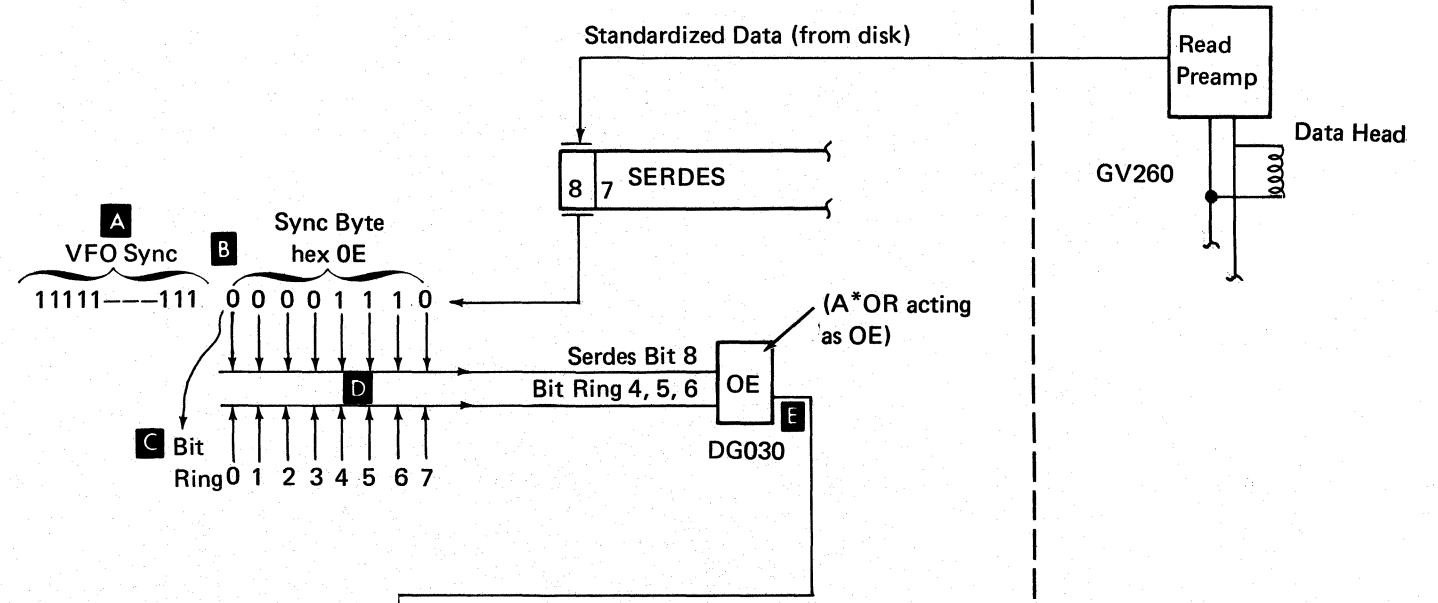 Standardized Data (from disk)
Read
Preamp
Data Head
GV260
8 7 SERDES
A
VFO Sync
B
Sync Byte
hex 0E
11111---111 0 0 0 0 1 1 1 0
(A*OR acting
as OE)
Serdes Bit 8
D
Bit Ring 4, 5, 6
OE
E
DG030
C Bit
Ring 0 1 2 3 4 5 6 7